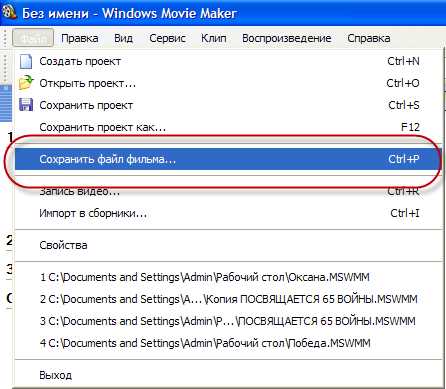 Без имени - Windows Movie Maker
Файл Правка Вид Сервис Клип Воспроизведение Справка
Создать проект Ctrl+N
Открыть проект... Ctrl+O
Сохранить проект Ctrl+S
Сохранить проект как... F12
1
Сохранить файл фильма... Ctrl+P
Запись видео... Ctrl+R
Импорт в сборники... Ctrl+I
2
Свойства
3
1 C:\Documents and Settings\Admin\Рабочий стол\Оксана.MSWMM
2 C:\Documents and Settings\A...\Копия ПОСВЯЩАЕТСЯ 65 ВОЙНЫ.MSWMM
3 C:\Documents and Settings\Admin\Р...\ПОСВЯЩАЕТСЯ 65 ВОЙНЫ.MSWMM
4 C:\Documents and Settings\Admin\Рабочий стол\Победа.MSWMM
Выход